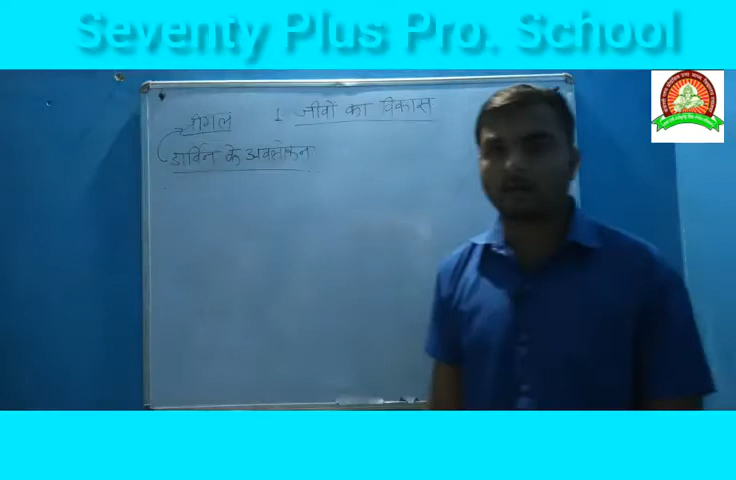 Seventy Plus Pro. School
1 जीवों का विकास
डार्विन के अवलोकन